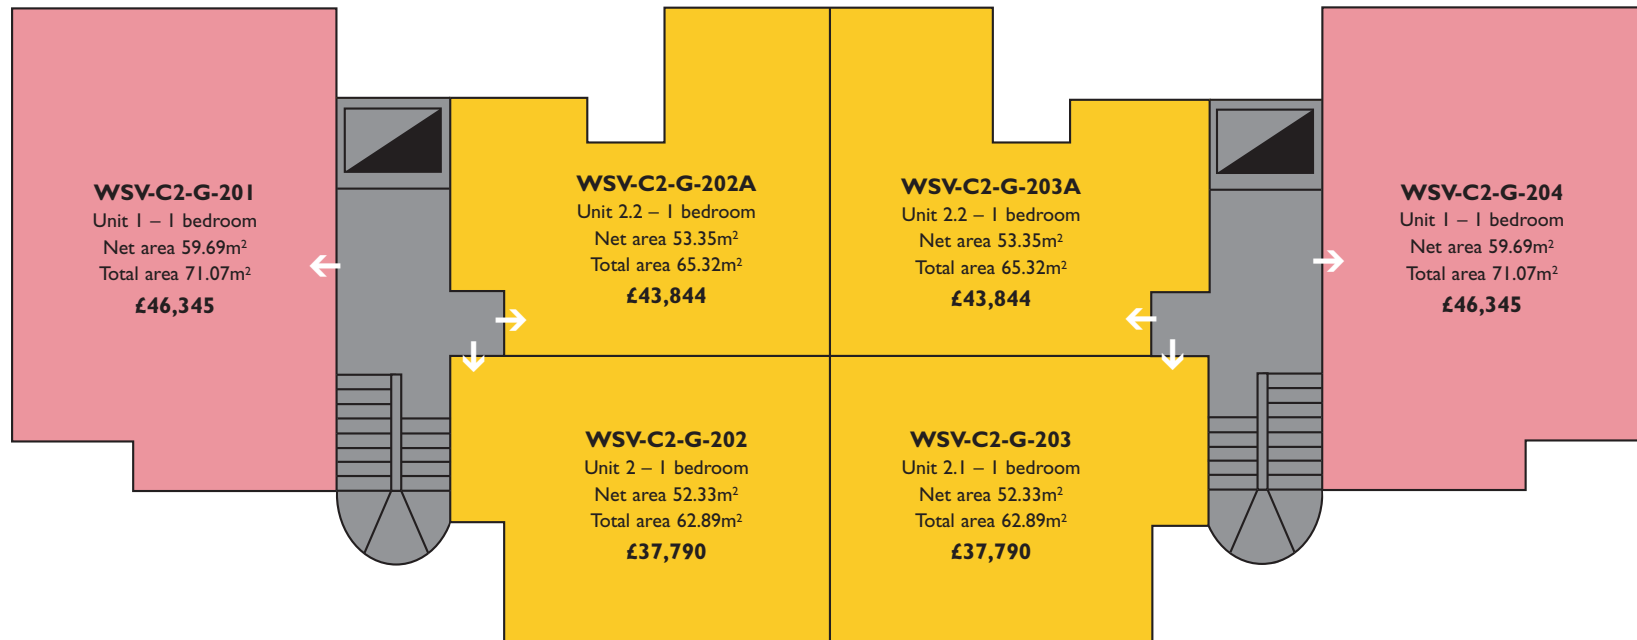 WSV-C2-G-201
Unit 1 – 1 bedroom
Net area 59.69m²
Total area 71.07m²
£46,345
WSV-C2-G-202A
Unit 2.2 – 1 bedroom
Net area 53.35m²
Total area 65.32m²
£43,844
WSV-C2-G-203A
Unit 2.2 – 1 bedroom
Net area 53.35m²
Total area 65.32m²
£43,844
WSV-C2-G-204
Unit 1 – 1 bedroom
Net area 59.69m²
Total area 71.07m²
£46,345
WSV-C2-G-202
Unit 2 – 1 bedroom
Net area 52.33m²
Total area 62.89m²
£37,790
WSV-C2-G-203
Unit 2.1 – 1 bedroom
Net area 52.33m²
Total area 62.89m²
£37,790